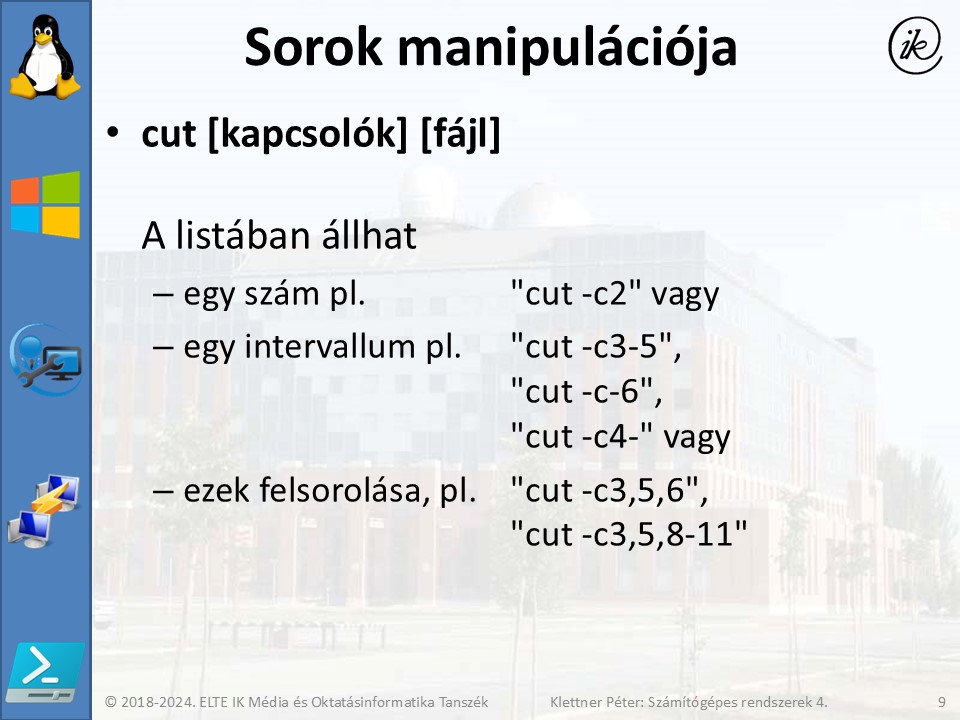 Sorok manipulációja
ik
• cut [kapcsolók] [fájl]
A listában állhat
– egy szám pl. "cut -c2" vagy
– egy intervallum pl. "cut -c3-5",
"cut -c-6",
"cut -c4-" vagy
– ezek felsorolása, pl. "cut -c3,5,6",
"cut -c3,5,8-11"
© 2018-2024. ELTE IK Média és Oktatásinformatika Tanszék Klettner Péter: Számítógépes rendszerek 4. 9